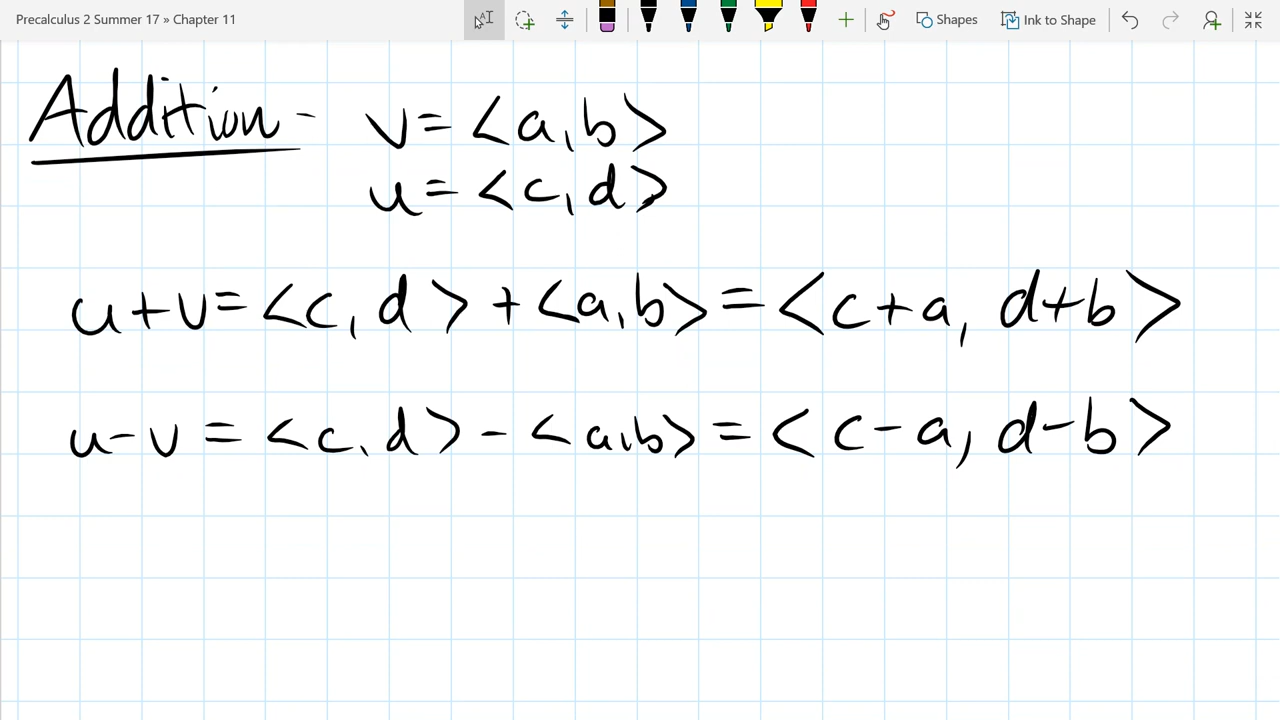 Precalculus 2 Summer 17 » Chapter 11
Shapes
Ink to Shape
Addition - v = <a, b>
u = <c, d>
u + v = <c, d> + <a, b> = <c + a, d + b>
u - v = <c, d> - <a, b> = <c - a, d - b>